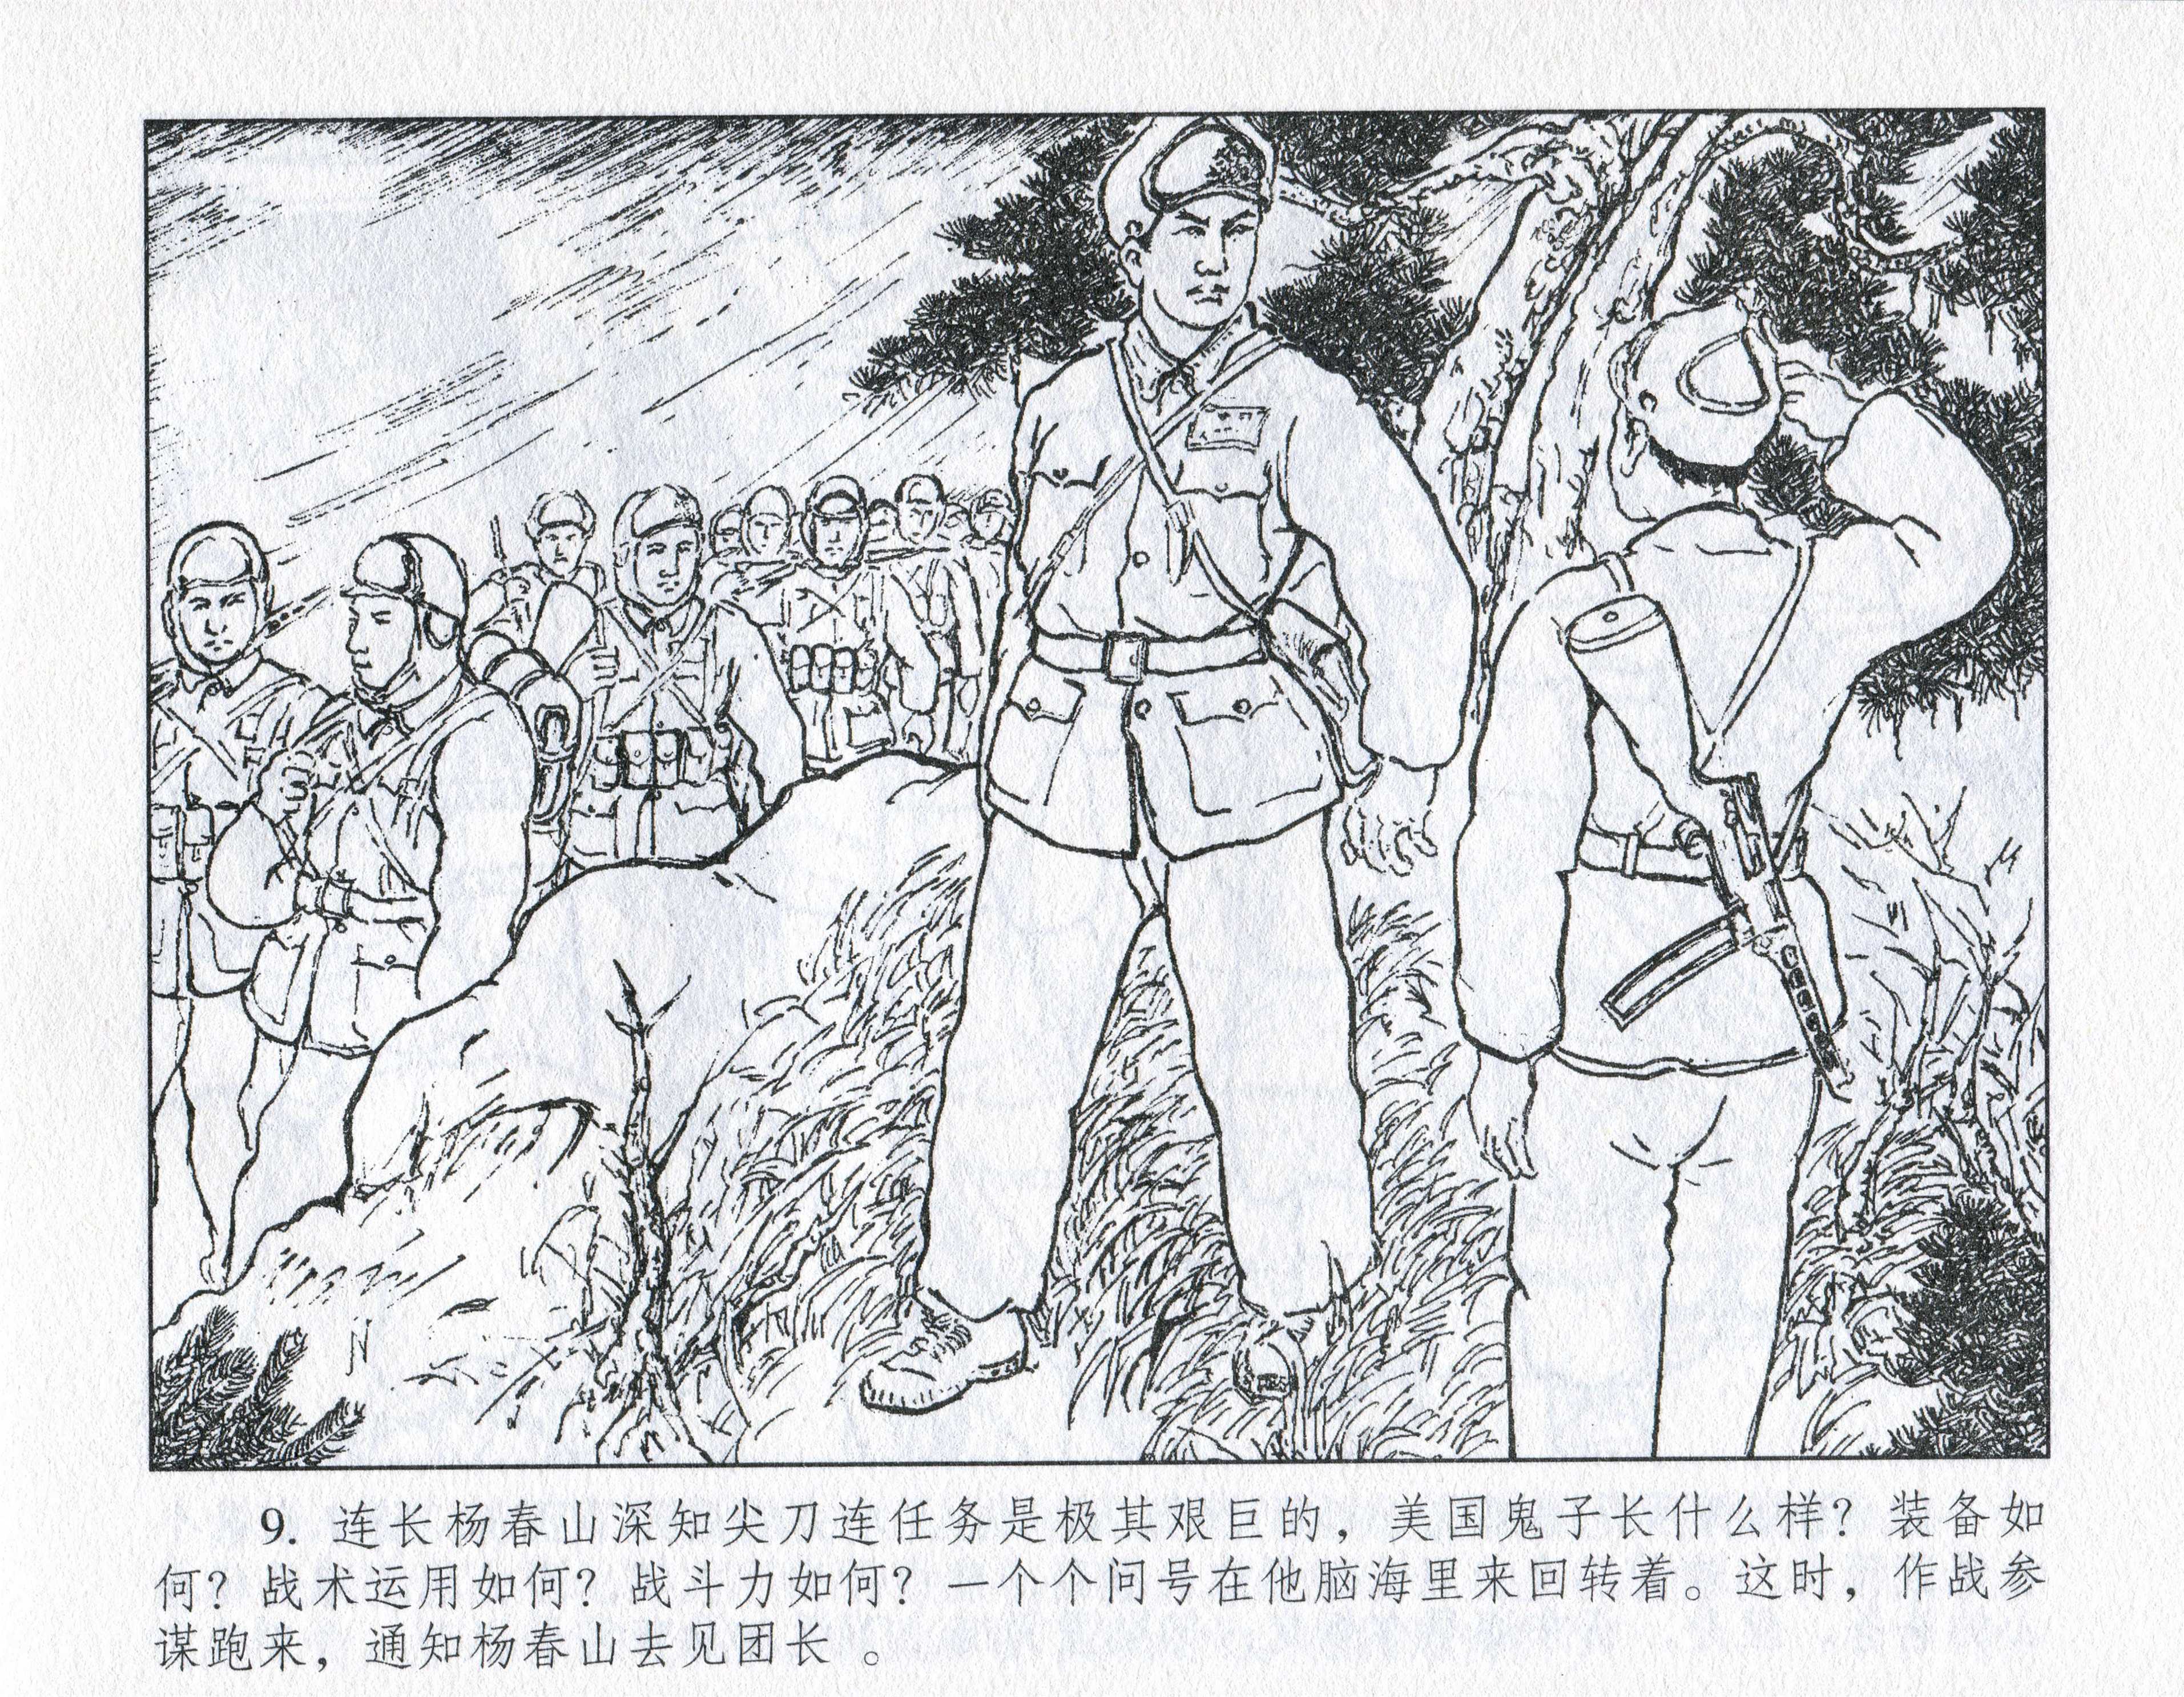 9. 连长杨春山深知尖刀连任务是极其艰巨的，美国鬼子长什么样？装备如
何？战术运用如何？战斗力如何？一个个问号在他脑海里来回转着。这时，作战参
谋跑来，通知杨春山去见团长 。